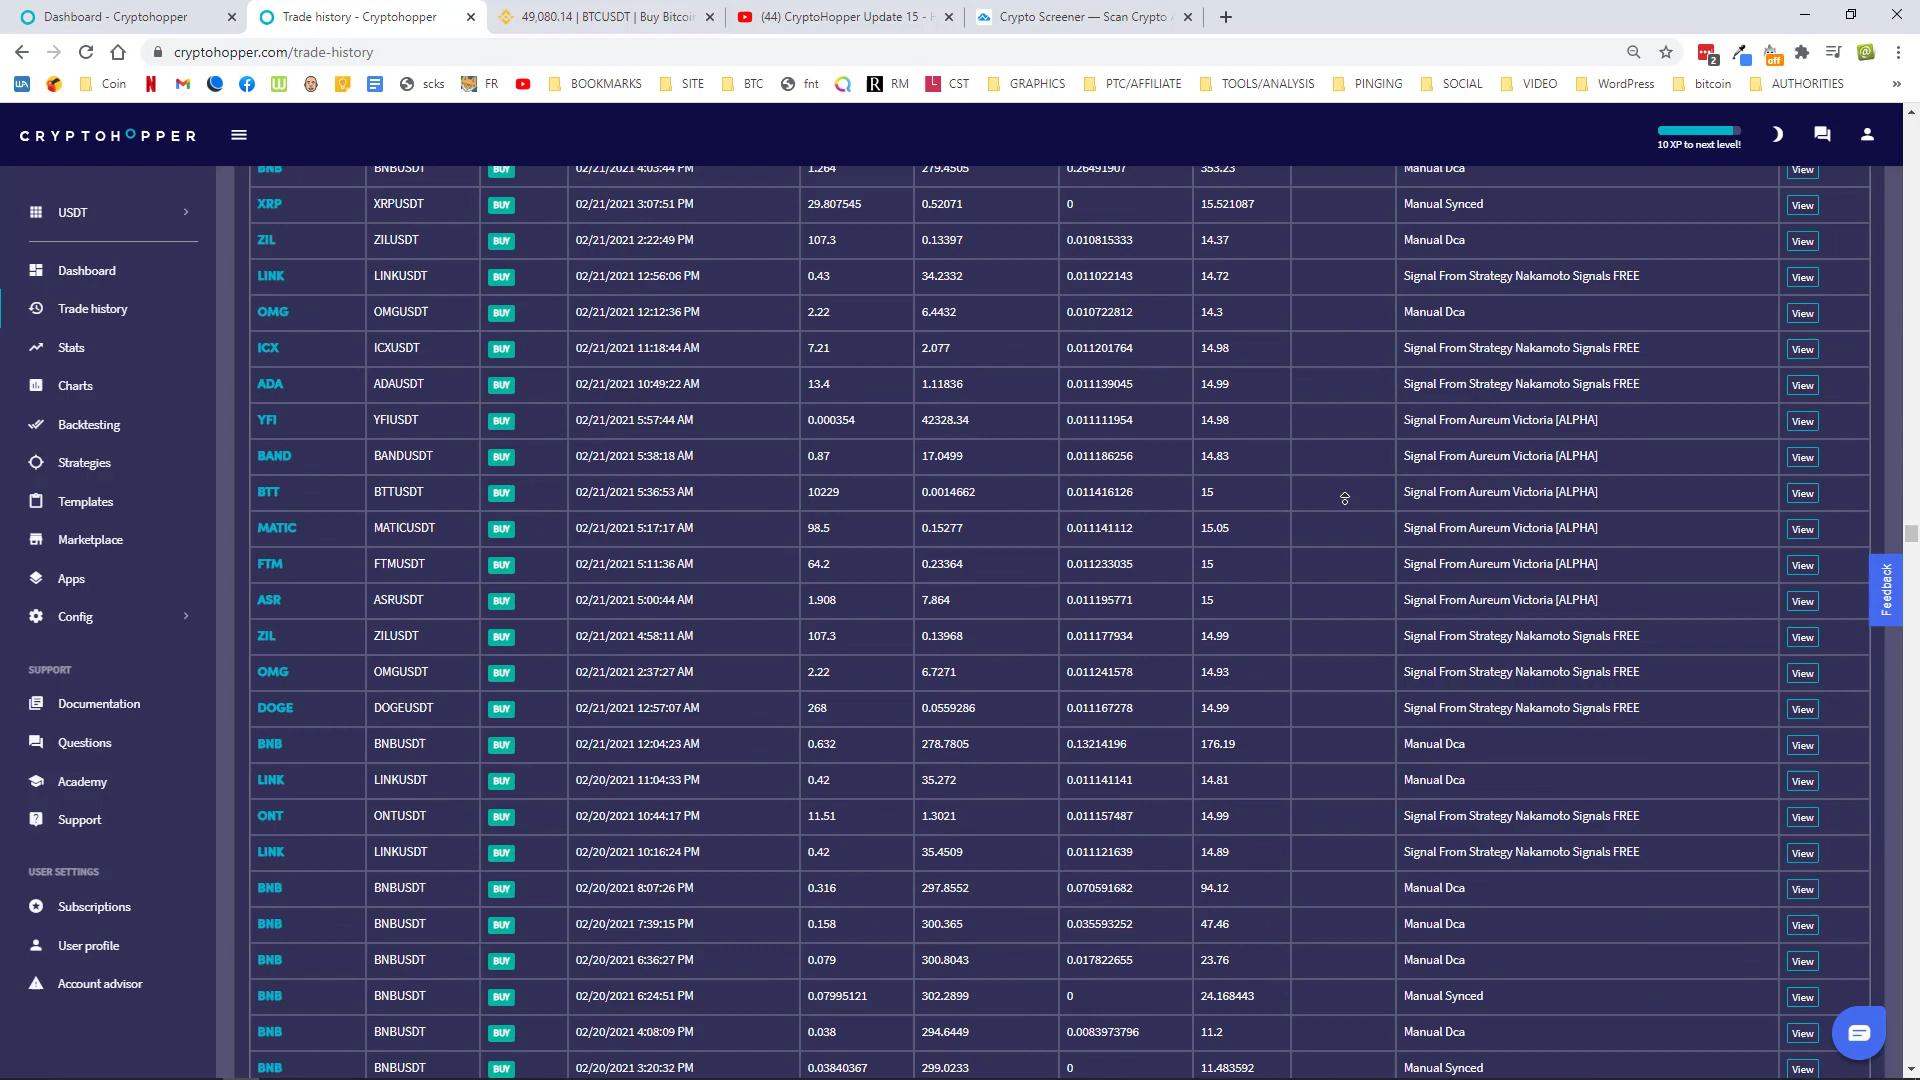 Dashboard - Cryptohopper
Trade history - Cryptohopper
49,080.14 | BTCUSDT | Buy Bitcoin
(44) CryptoHopper Update 15 -
Crypto Screener — Scan Crypto
cryptohopper.com/trade-history
2
off
Coin
scks
FR
BOOKMARKS
SITE
BTC
fnt
RM
CST
GRAPHICS
PTC/AFFILIATE
TOOLS/ANALYSIS
PINGING
SOCIAL
VIDEO
WordPress
bitcoin
AUTHORITIES
CRYPTOHOPPER
10 XP to next level!
USDT
Dashboard
Trade history
Stats
Charts
Backtesting
Strategies
Templates
Marketplace
Apps
Config
SUPPORT
Documentation
Questions
Academy
Support
USER SETTINGS
Subscriptions
User profile
Account advisor
BNB BNBUSDT BUY 02/21/2021 4:03:44 PM 1.264 279.4505 0.26491907 353.23 Manual Dca View
XRP XRPUSDT BUY 02/21/2021 3:07:51 PM 29.807545 0.52071 0 15.521087 Manual Synced View
ZIL ZILUSDT BUY 02/21/2021 2:22:49 PM 107.3 0.13397 0.010815333 14.37 Manual Dca View
LINK LINKUSDT BUY 02/21/2021 12:56:06 PM 0.43 34.2332 0.011022143 14.72 Signal From Strategy Nakamoto Signals FREE View
OMG OMGUSDT BUY 02/21/2021 12:12:36 PM 2.22 6.4432 0.010722812 14.3 Manual Dca View
ICX ICXUSDT BUY 02/21/2021 11:18:44 AM 7.21 2.077 0.011201764 14.98 Signal From Strategy Nakamoto Signals FREE View
ADA ADAUSDT BUY 02/21/2021 10:49:22 AM 13.4 1.11836 0.011139045 14.99 Signal From Strategy Nakamoto Signals FREE View
YFI YFIUSDT BUY 02/21/2021 5:57:44 AM 0.000354 42328.34 0.011111954 14.98 Signal From Aureum Victoria [ALPHA] View
BAND BANDUSDT BUY 02/21/2021 5:38:18 AM 0.87 17.0499 0.011186256 14.83 Signal From Aureum Victoria [ALPHA] View
BTT BTTUSDT BUY 02/21/2021 5:36:53 AM 10229 0.0014662 0.011416126 15 Signal From Aureum Victoria [ALPHA] View
MATIC MATICUSDT BUY 02/21/2021 5:17:17 AM 98.5 0.15277 0.011141112 15.05 Signal From Aureum Victoria [ALPHA] View
FTM FTMUSDT BUY 02/21/2021 5:11:36 AM 64.2 0.23364 0.011233035 15 Signal From Aureum Victoria [ALPHA] View
ASR ASRUSDT BUY 02/21/2021 5:00:44 AM 1.908 7.864 0.011195771 15 Signal From Aureum Victoria [ALPHA] View
ZIL ZILUSDT BUY 02/21/2021 4:58:11 AM 107.3 0.13968 0.011177934 14.99 Signal From Strategy Nakamoto Signals FREE View
OMG OMGUSDT BUY 02/21/2021 2:37:27 AM 2.22 6.7271 0.011241578 14.93 Signal From Strategy Nakamoto Signals FREE View
DOGE DOGEUSDT BUY 02/21/2021 12:57:07 AM 268 0.0559286 0.011167278 14.99 Signal From Strategy Nakamoto Signals FREE View
BNB BNBUSDT BUY 02/21/2021 12:04:23 AM 0.632 278.7805 0.13214196 176.19 Manual Dca View
LINK LINKUSDT BUY 02/20/2021 11:04:33 PM 0.42 35.272 0.011141141 14.81 Manual Dca View
ONT ONTUSDT BUY 02/20/2021 10:44:17 PM 11.51 1.3021 0.011157487 14.99 Signal From Strategy Nakamoto Signals FREE View
LINK LINKUSDT BUY 02/20/2021 10:16:24 PM 0.42 35.4509 0.011121639 14.89 Signal From Strategy Nakamoto Signals FREE View
BNB BNBUSDT BUY 02/20/2021 8:07:26 PM 0.316 297.8552 0.070591682 94.12 Manual Dca View
BNB BNBUSDT BUY 02/20/2021 7:39:15 PM 0.158 300.365 0.035593252 47.46 Manual Dca View
BNB BNBUSDT BUY 02/20/2021 6:36:27 PM 0.079 300.8043 0.017822655 23.76 Manual Dca View
BNB BNBUSDT BUY 02/20/2021 6:24:51 PM 0.07995121 302.2899 0 24.168443 Manual Synced View
BNB BNBUSDT BUY 02/20/2021 4:08:09 PM 0.038 294.6449 0.0083973796 11.2 Manual Dca View
BNB BNBUSDT BUY 02/20/2021 3:20:32 PM 0.03840367 299.0233 0 11.483592 Manual Synced View
Feedback